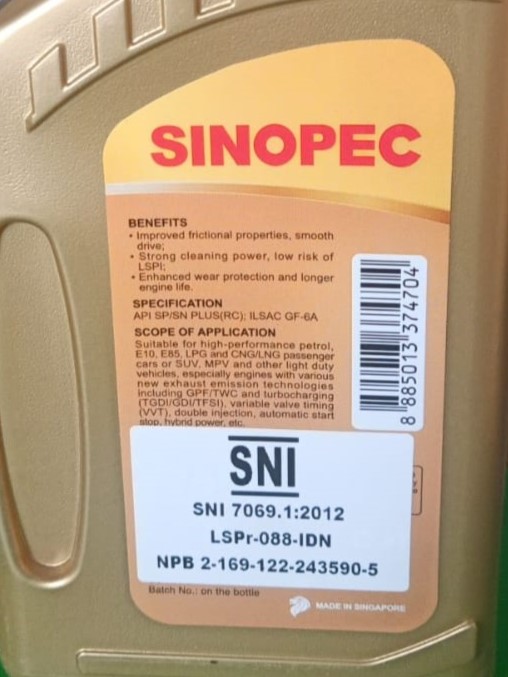 SINOPEC
BENEFITS
• Improved frictional properties, smooth
drive;
• Strong cleaning power, low risk of
LSPI;
• Enhanced wear protection and longer
engine life.
SPECIFICATION
API SP/SN PLUS(RC); ILSAC GF-6A
SCOPE OF APPLICATION
Suitable for high-performance petrol,
E10, E85, LPG and CNG/LNG passenger
cars or SUV, MPV and other light duty
vehicles, especially engines with various
new exhaust emission technologies
including GPF/TWC and turbocharging
(TGDI/GDI/TFSI), variable valve timing
(VVT), double injection, automatic start
stop, hybrid power, etc.
8 885013 374704
SNI
SNI 7069.1:2012
LSPr-088-IDN
NPB 2-169-122-243590-5
Batch No.: on the bottle
MADE IN SINGAPORE